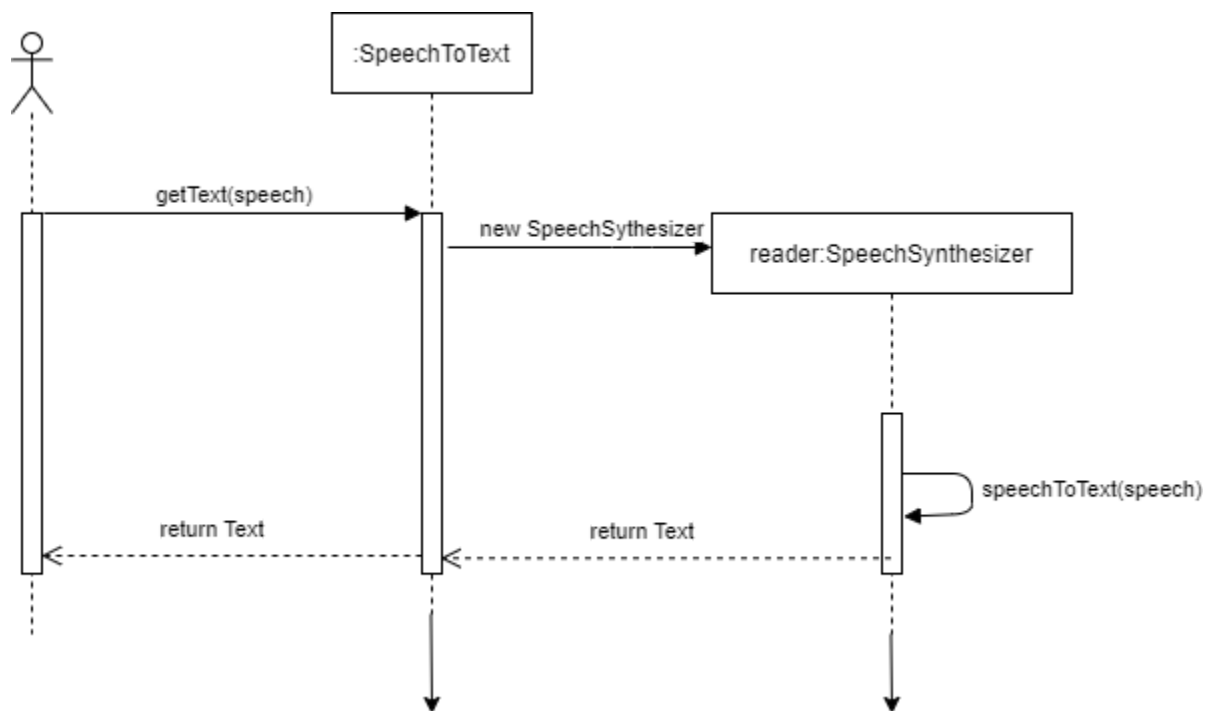 :SpeechToText
getText(speech)
new SpeechSythesizer
reader:SpeechSynthesizer
speechToText(speech)
return Text
return Text